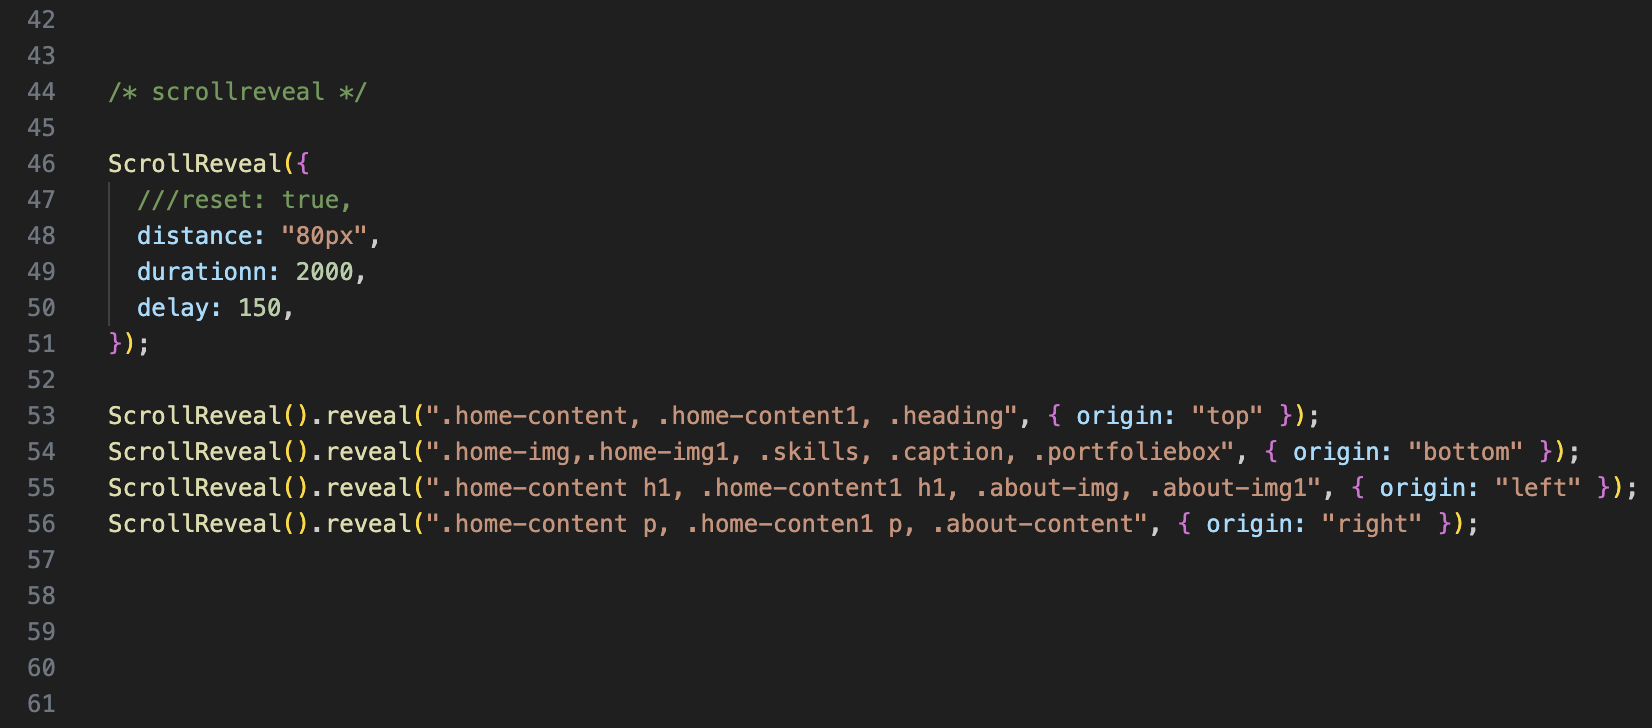 42
43
44 /* scrollreveal */
45
46 ScrollReveal({
47 ///reset: true,
48 distance: "80px",
49 durationn: 2000,
50 delay: 150,
51 });
52
53 ScrollReveal().reveal(".home-content, .home-content1, .heading", { origin: "top" });
54 ScrollReveal().reveal(".home-img,.home-img1, .skills, .caption, .portfoliebox", { origin: "bottom" });
55 ScrollReveal().reveal(".home-content h1, .home-content1 h1, .about-img, .about-img1", { origin: "left" });
56 ScrollReveal().reveal(".home-content p, .home-conten1 p, .about-content", { origin: "right" });
57
58
59
60
61